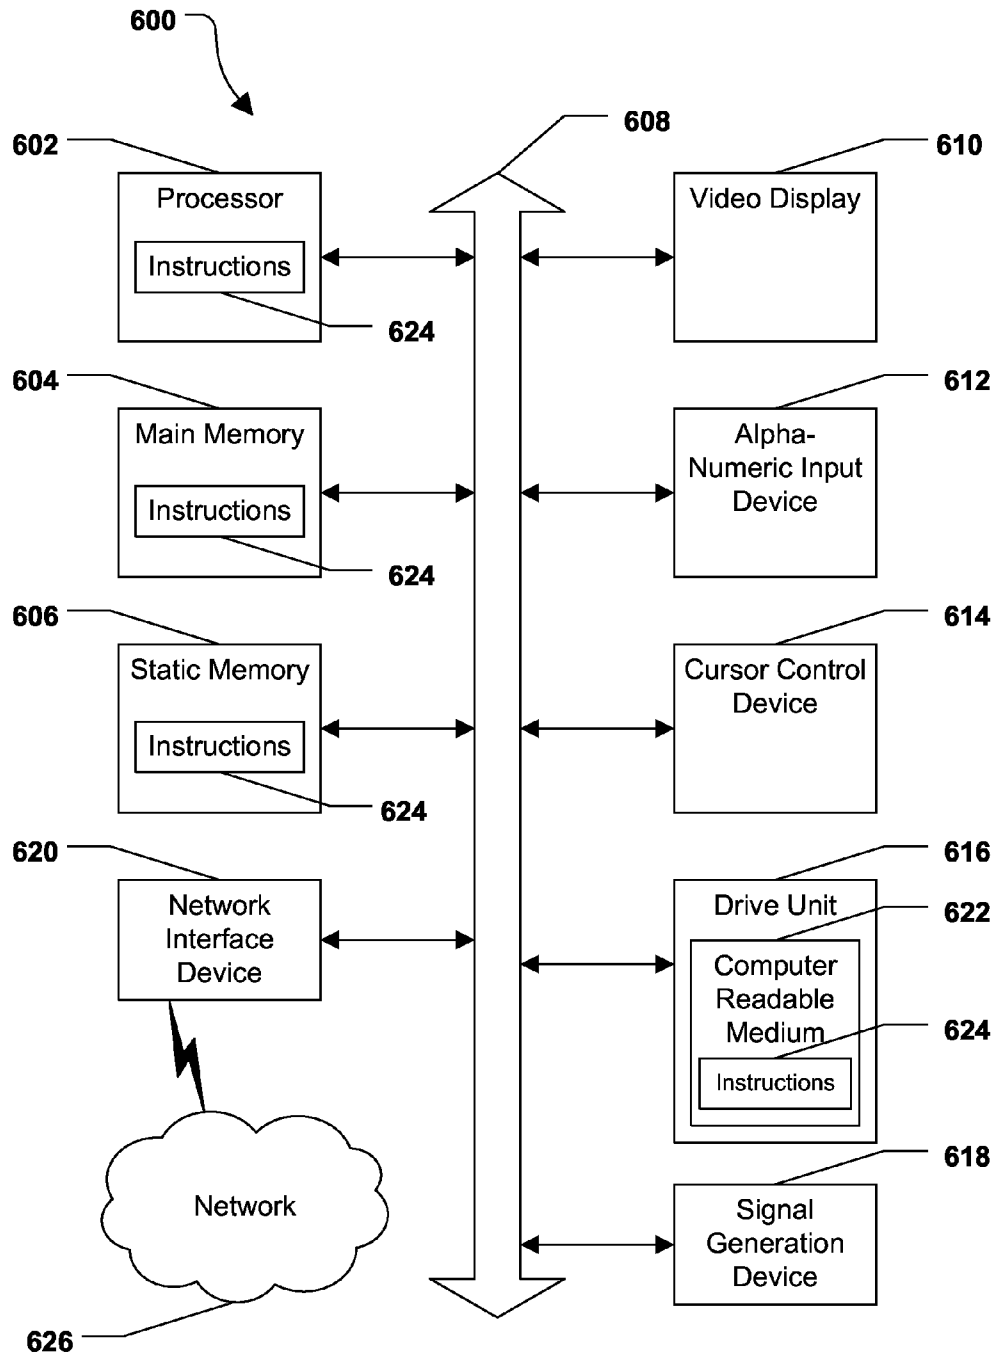 600
608
602
610
Processor
Video Display
Instructions
624
604
612
Main Memory
Alpha-
Numeric Input
Device
Instructions
624
606
614
Static Memory
Cursor Control
Device
Instructions
624
620
616
Network
Interface
Device
Drive Unit
622
Computer
Readable
Medium
624
Instructions
618
Network
Signal
Generation
Device
626